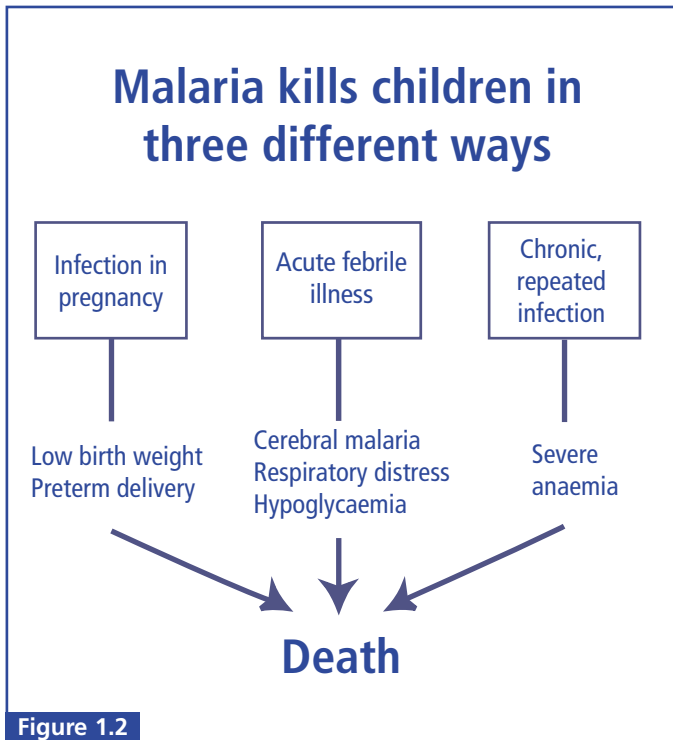 Malaria kills children in
three different ways
Infection in
pregnancy
Acute febrile
illness
Chronic,
repeated
infection
Low birth weight
Preterm delivery
Cerebral malaria
Respiratory distress
Hypoglycaemia
Severe
anaemia
Death
Figure 1.2